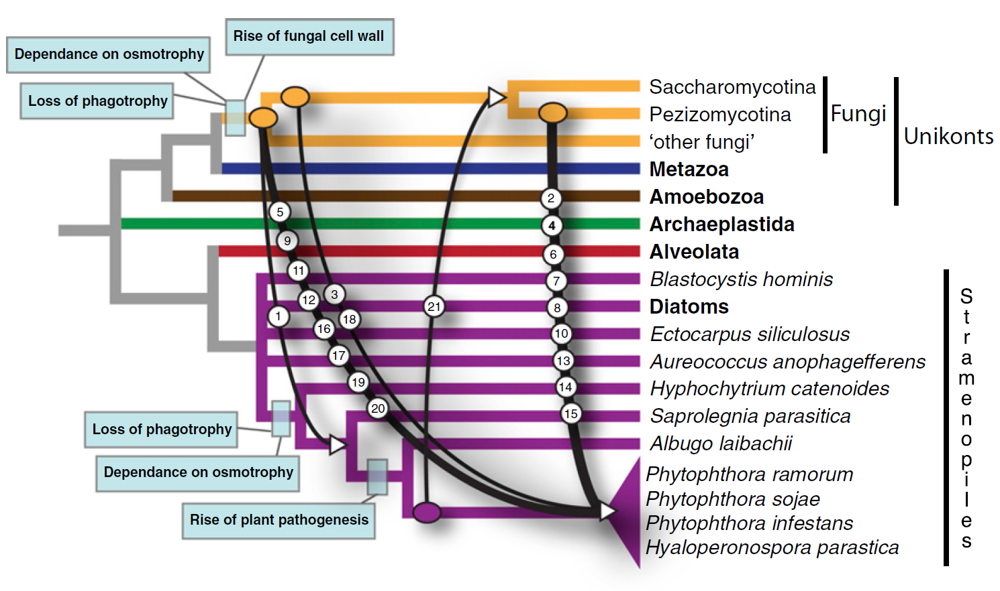 Rise of fungal cell wall
Dependance on osmotrophy
Loss of phagotrophy
Saccharomycotina
Pezizomycotina
‘other fungi’
Fungi
Unikonts
Metazoa
Amoebozoa
Archaeplastida
Alveolata
Blastocystis hominis
Diatoms
Ectocarpus siliculosus
Aureococcus anophagefferens
Hyphochytrium catenoides
Saprolegnia parasitica
Albugo laibachii
Phytophthora ramorum
Phytophthora sojae
Phytophthora infestans
Hyaloperonospora parastica
Stramenopiles
5
9
11
12
16
17
19
20
3
18
1
21
2
4
6
7
8
10
13
14
15
Loss of phagotrophy
Dependance on osmotrophy
Rise of plant pathogenesis